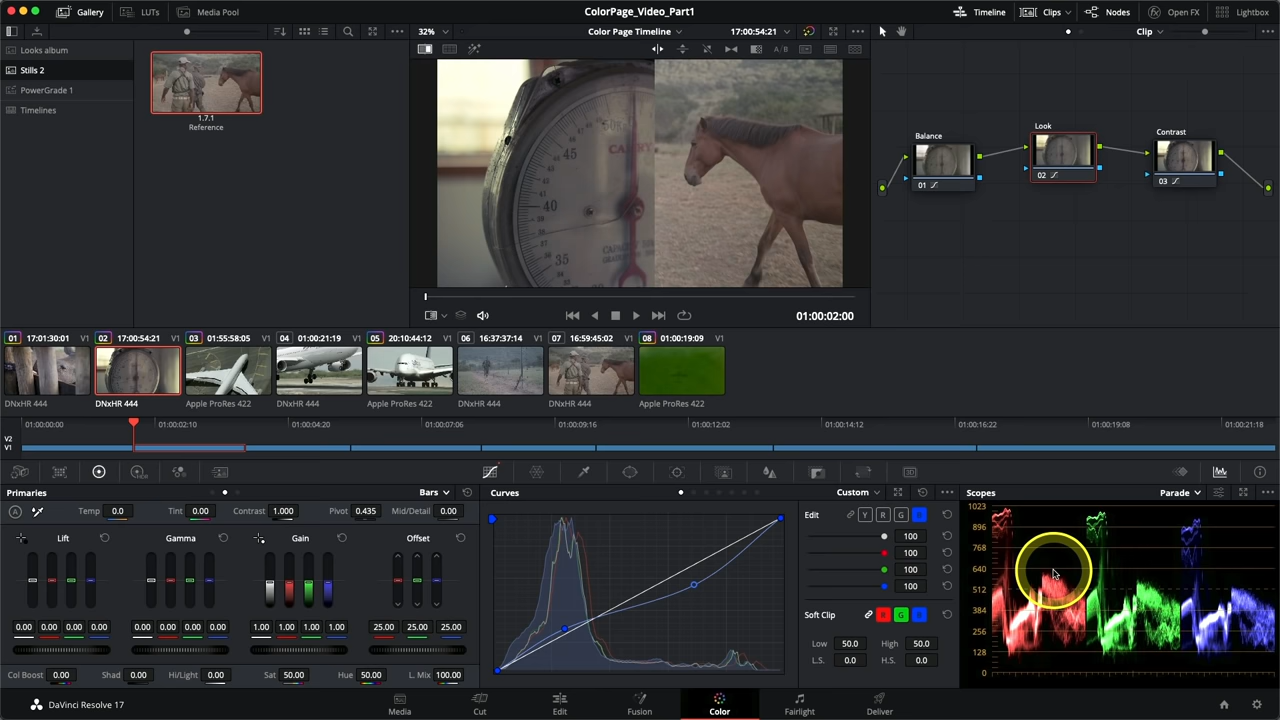 Gallery LUTs Media Pool ColorPage_Video_Part1 Timeline Clips Nodes Open FX Lightbox
32% Color Page Timeline 17:00:54:21 Clip
Looks album
Stills 2
PowerGrade 1
Timelines
1.7.1
Reference
A/B
45
40
35
Balance
01
Look
02
Contrast
03
01:00:02:00
01 17:01:30:01 V1 02 17:00:54:21 V1 03 01:55:58:05 V1 04 01:00:21:19 V1 05 20:10:44:12 V1 06 16:37:37:14 V1 07 16:59:45:02 V1 08 01:00:19:09 V1
DNxHR 444 DNxHR 444 Apple ProRes 422 DNxHR 444 Apple ProRes 422 DNxHR 444 DNxHR 444 Apple ProRes 422
01:00:00:00 01:00:02:10 01:00:04:20 01:00:07:06 01:00:09:16 01:00:12:02 01:00:14:12 01:00:16:22 01:00:19:08 01:00:21:18
V2
V1
Primaries Bars
A Temp 0.0 Tint 0.00 Contrast 1.000 Pivot 0.435 Mid/Detail 0.00
Lift Gamma Gain Offset
0.00 0.00 0.00 0.00 0.00 0.00 0.00 0.00 1.00 1.00 1.00 1.00 25.00 25.00 25.00
Col Boost 0.00 Shad 0.00 Hi/Light 0.00 Sat 50.00 Hue 50.00 L. Mix 100.00
Curves Custom
Edit Y R G B
100
100
100
100
Soft Clip R G B
Low 50.0 High 50.0
L.S. 0.0 H.S. 0.0
Scopes Parade
1023
896
768
640
512
384
256
128
0
DaVinci Resolve 17 Media Cut Edit Fusion Color Fairlight Deliver